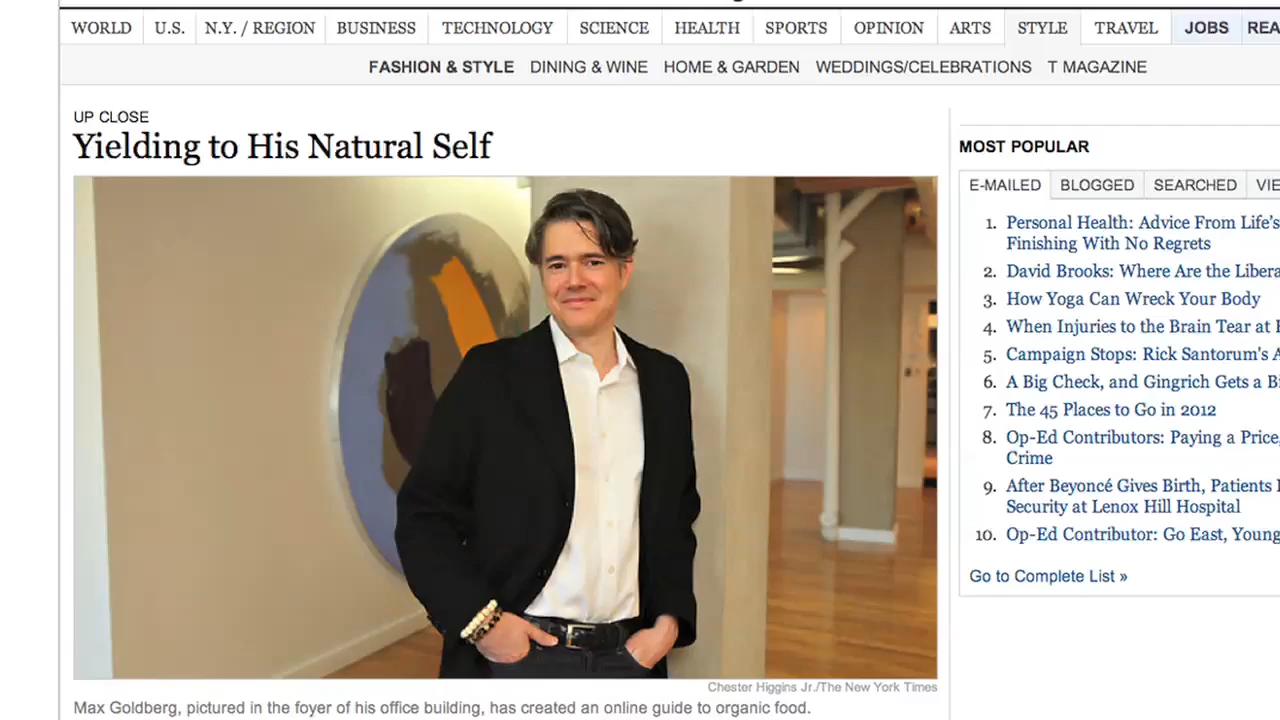 WORLD U.S. N.Y. / REGION BUSINESS TECHNOLOGY SCIENCE HEALTH SPORTS OPINION ARTS STYLE TRAVEL JOBS
FASHION & STYLE DINING & WINE HOME & GARDEN WEDDINGS/CELEBRATIONS T MAGAZINE
UP CLOSE
Yielding to His Natural Self
Chester Higgins Jr./The New York Times
Max Goldberg, pictured in the foyer of his office building, has created an online guide to organic food.
MOST POPULAR
E-MAILED BLOGGED SEARCHED
1. Personal Health: Advice From Life's
Finishing With No Regrets
2. David Brooks: Where Are the
3. How Yoga Can Wreck Your Body
4. When Injuries to the Brain Tear at
5. Campaign Stops: Rick Santorum's
6. A Big Check, and Gingrich Gets a
7. The 45 Places to Go in 2012
8. Op-Ed Contributors: Paying a Price,
Crime
9. After Beyoncé Gives Birth, Patients
Security at Lenox Hill Hospital
10. Op-Ed Contributor: Go East, Young
Go to Complete List »